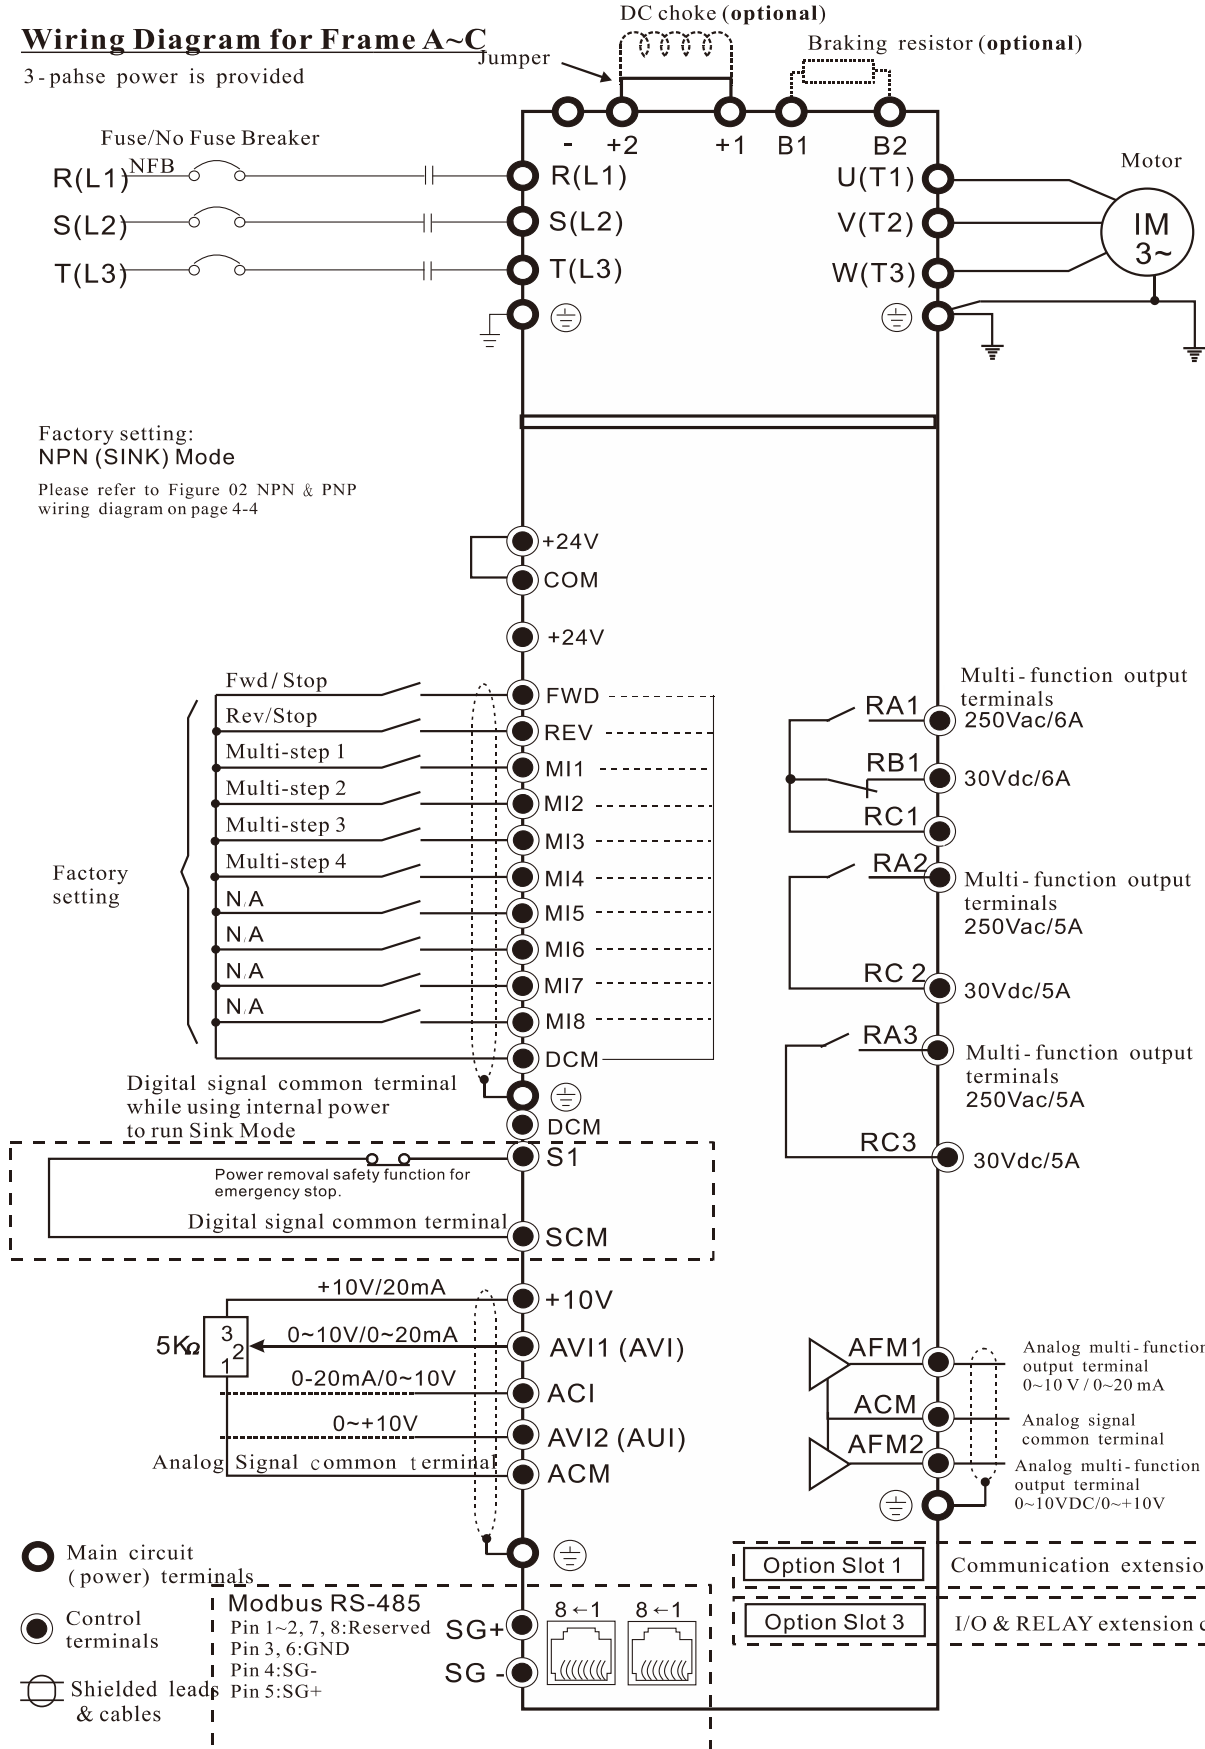 Wiring Diagram for Frame A~C
3-pahse power is provided
DC choke (optional)
Jumper
Braking resistor (optional)
Fuse/No Fuse Breaker
NFB
- +2 +1 B1 B2
Motor
R(L1) R(L1) U(T1)
S(L2) S(L2) V(T2)
T(L3) T(L3) W(T3)
IM
3~
Factory setting:
NPN (SINK) Mode
Please refer to Figure 02 NPN & PNP
wiring diagram on page 4-4
+24V
COM
+24V
Fwd/Stop FWD
Rev/Stop REV
Multi-step 1 MI1
Multi-step 2 MI2
Multi-step 3 MI3
Multi-step 4 MI4
N/A MI5
N/A MI6
N/A MI7
N/A MI8
DCM
Factory
setting
Digital signal common terminal
while using internal power
to run Sink Mode
DCM
S1
Power removal safety function for
emergency stop.
Digital signal common terminal
SCM
RA1
Multi-function output
terminals
250Vac/6A
RB1
30Vdc/6A
RC1
RA2
Multi-function output
terminals
250Vac/5A
RC 2
30Vdc/5A
RA3
Multi-function output
terminals
250Vac/5A
RC3
30Vdc/5A
+10V/20mA +10V
5KΩ
3
2
1
0~10V/0~20mA AVI1 (AVI)
0-20mA/0~10V ACI
0~+10V AVI2 (AUI)
Analog Signal common terminal ACM
AFM1
Analog multi-function
output terminal
0~10 V / 0~20 mA
ACM
Analog signal
common terminal
AFM2
Analog multi-function
output terminal
0~10VDC/0~+10V
Main circuit
(power) terminals
Control
terminals
Shielded leads
& cables
Modbus RS-485
Pin 1~2, 7, 8:Reserved
Pin 3, 6:GND
Pin 4:SG-
Pin 5:SG+
SG+
SG -
8←1 8←1
Option Slot 1 Communication extensio
Option Slot 3 I/O & RELAY extension c